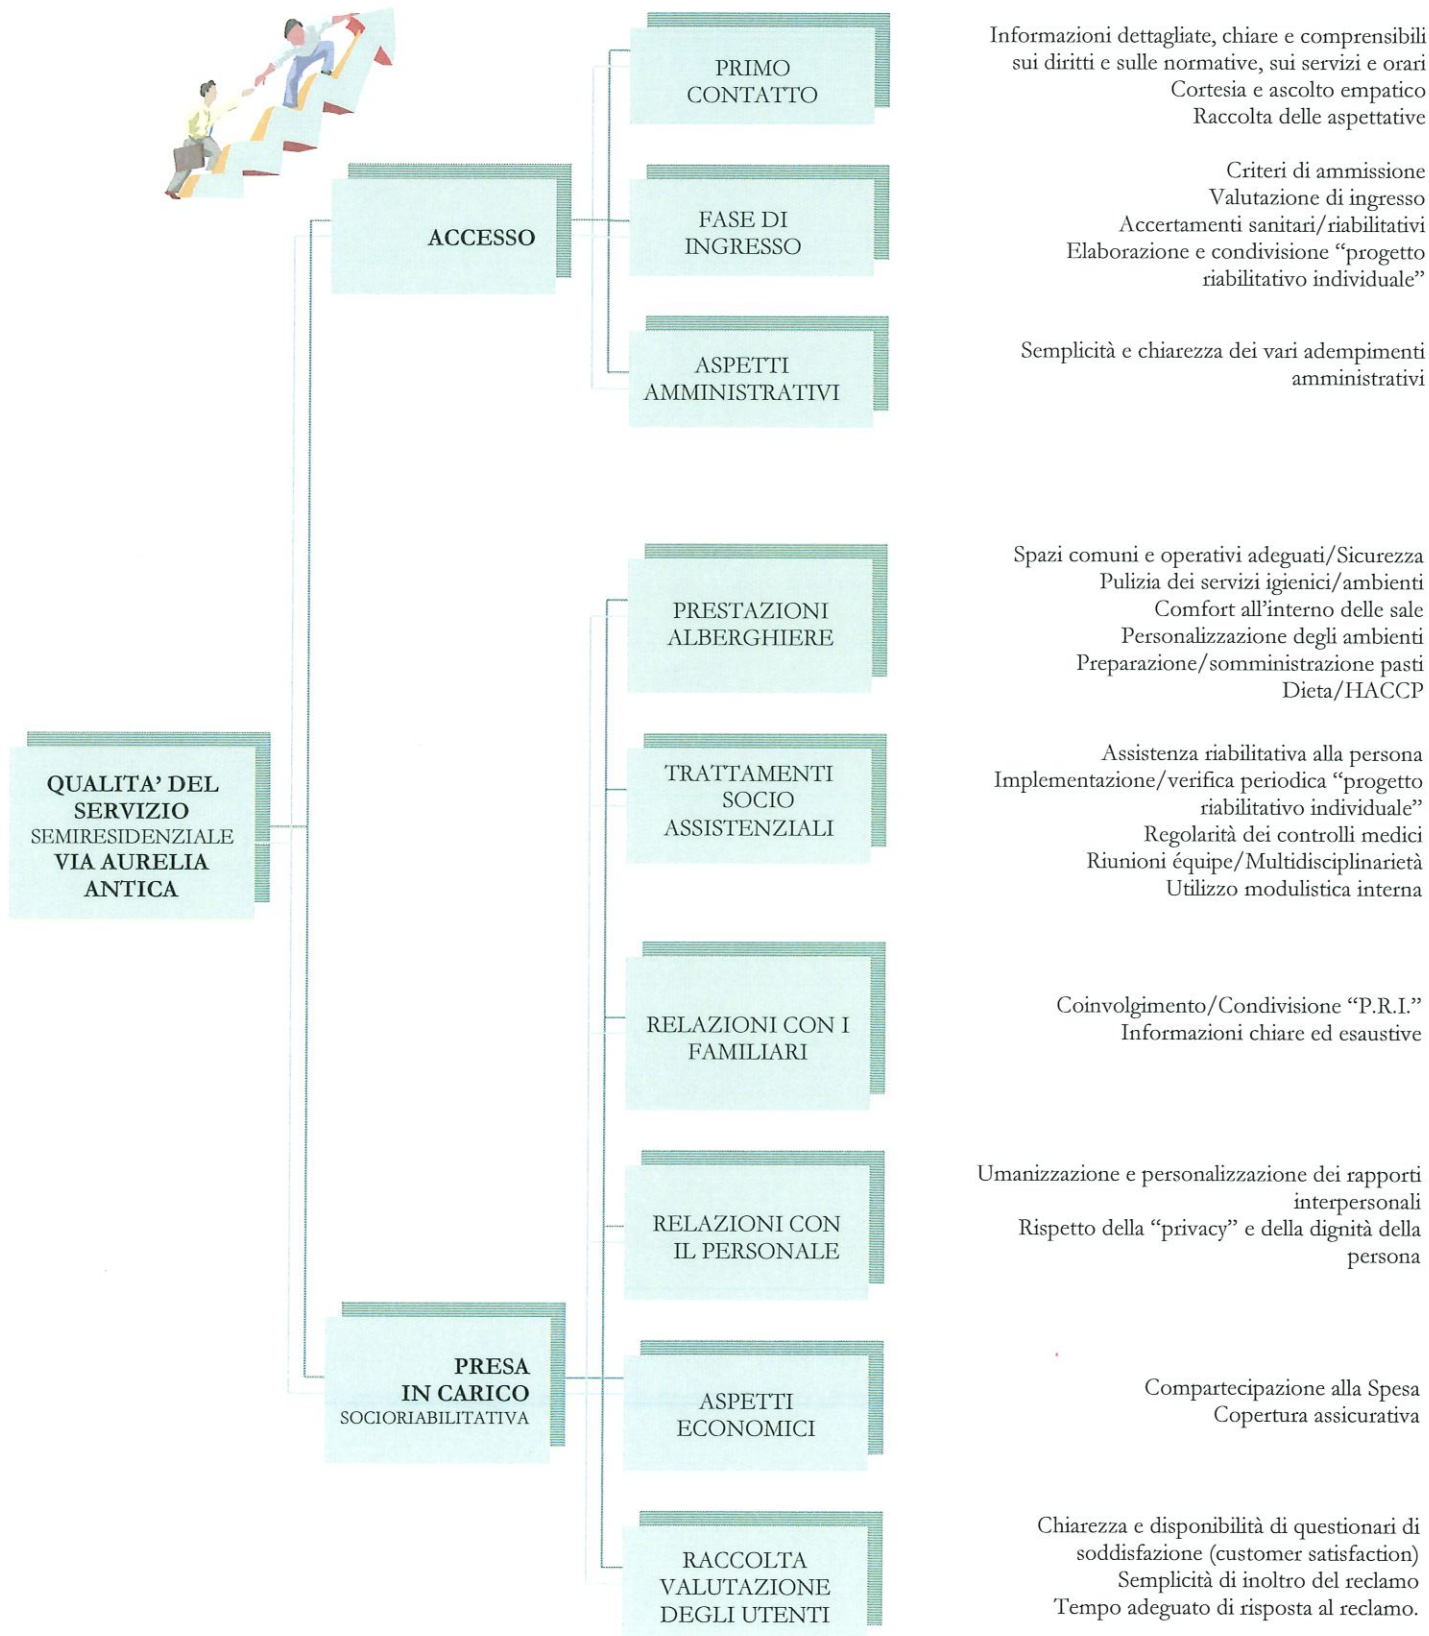 PRIMO
CONTATTO
Informazioni dettagliate, chiare e comprensibili
sui diritti e sulle normative, sui servizi e orari
Cortesia e ascolto empatico
Raccolta delle aspettative
ACCESSO
FASE DI
INGRESSO
Criteri di ammissione
Valutazione di ingresso
Accertamenti sanitari/riabilitativi
Elaborazione e condivisione “progetto
riabilitativo individuale”
ASPETTI
AMMINISTRATIVI
Semplicità e chiarezza dei vari adempimenti
amministrativi
PRESTAZIONI
ALBERGHIERE
Spazi comuni e operativi adeguati/Sicurezza
Pulizia dei servizi igienici/ambienti
Comfort all’interno delle sale
Personalizzazione degli ambienti
Preparazione/somministrazione pasti
Dieta/HACCP
QUALITA’ DEL
SERVIZIO
SEMIRESIDENZIALE
VIA AURELIA
ANTICA
TRATTAMENTI
SOCIO
ASSISTENZIALI
Assistenza riabilitativa alla persona
Implementazione/verifica periodica “progetto
riabilitativo individuale”
Regolarità dei controlli medici
Riunioni équipe/Multidisciplinarietà
Utilizzo modulistica interna
RELAZIONI CON I
FAMILIARI
Coinvolgimento/Condivisione “P.R.I.”
Informazioni chiare ed esaustive
RELAZIONI CON
IL PERSONALE
Umanizzazione e personalizzazione dei rapporti
interpersonali
Rispetto della “privacy” e della dignità della
persona
PRESA
IN CARICO
SOCIORIABILITATIVA
ASPETTI
ECONOMICI
Compartecipazione alla Spesa
Copertura assicurativa
RACCOLTA
VALUTAZIONE
DEGLI UTENTI
Chiarezza e disponibilità di questionari di
soddisfazione (customer satisfaction)
Semplicità di inoltro del reclamo
Tempo adeguato di risposta al reclamo.